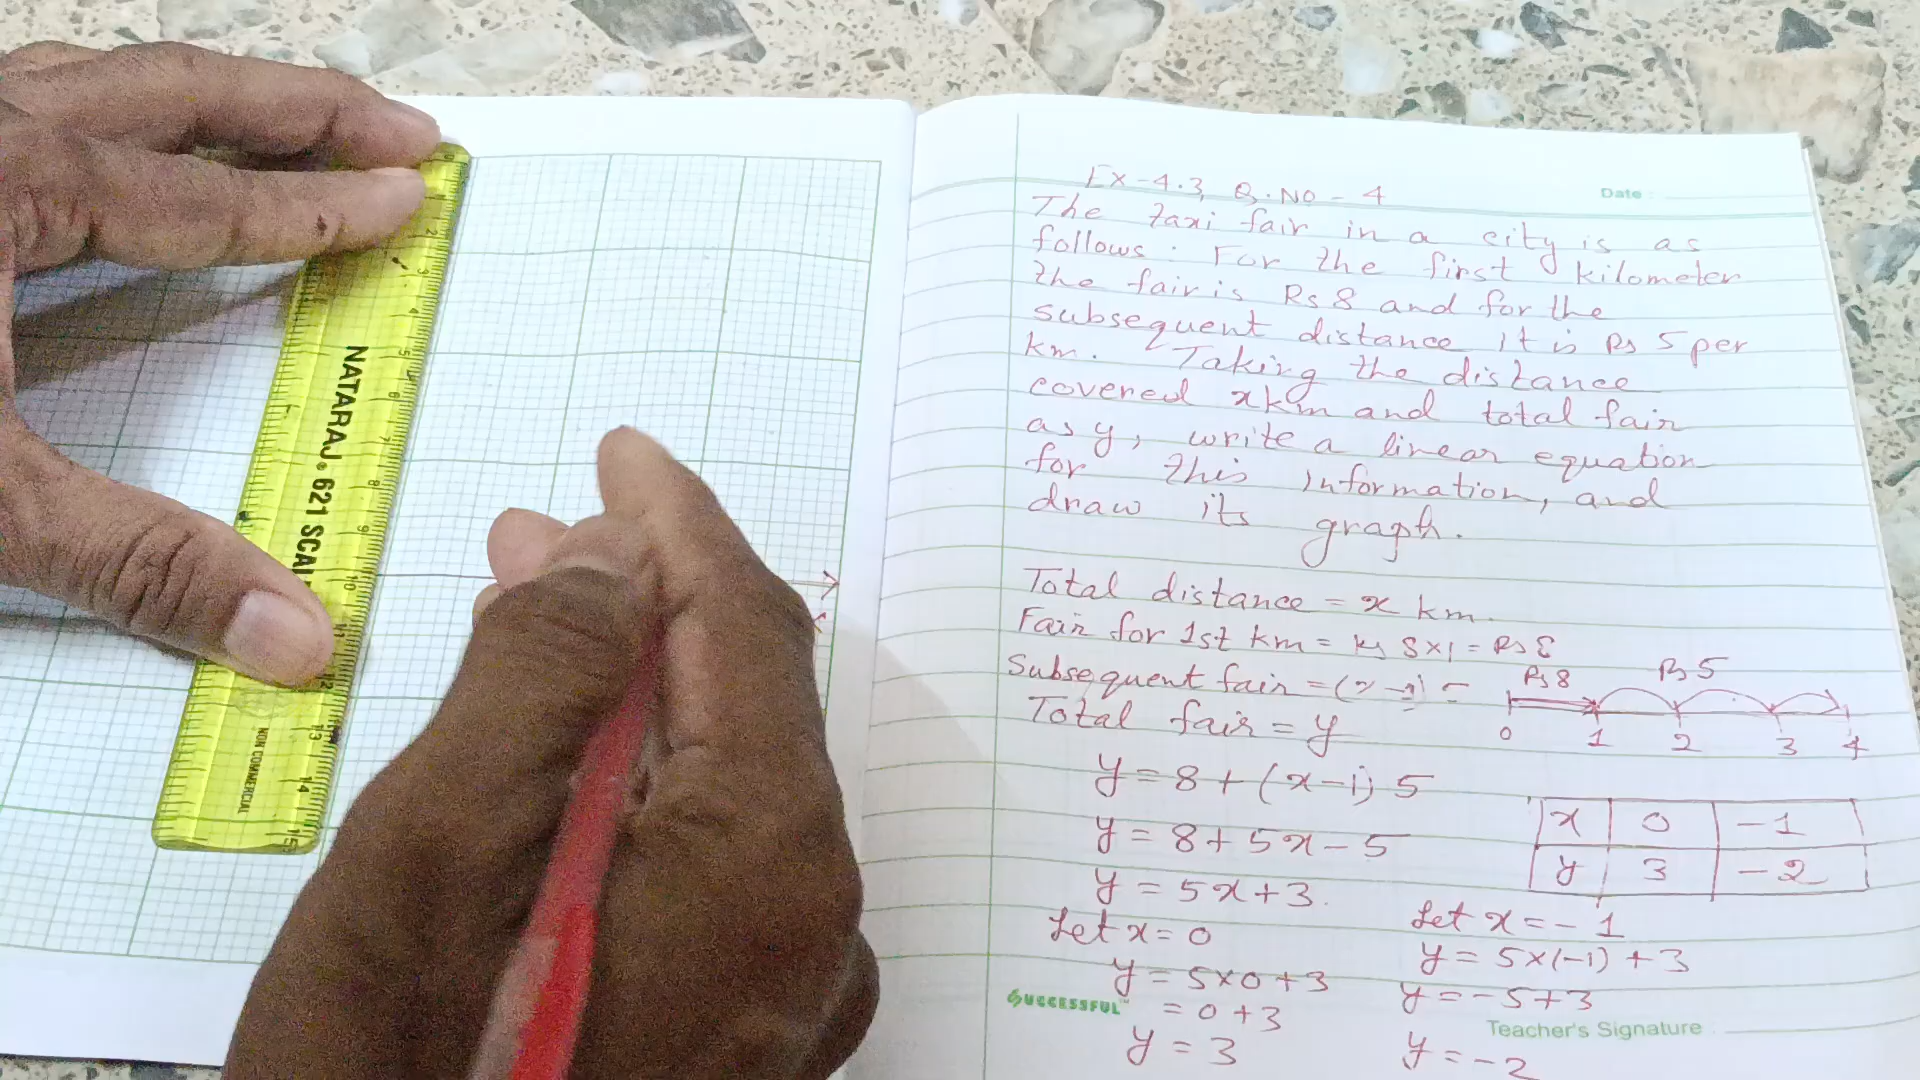 NATARAJ 621 SCAL
NON COMMERCIAL
Ex-4.3, Q.NO - 4
Date :
The taxi fair in a city is as
follows : For the first kilometer
the fair is Rs 8 and for the
subsequent distance it is Rs 5 per
km. Taking the distance
covered x km and total fair
as y, write a linear equation
for this information, and
draw its graph.
Total distance = x km.
Fair for 1st km = Rs 8×1 = Rs 8
Subsequent fair = (x-1) 5
Rs 8 Rs 5
0 1 2 3 4
Total fair = y
y = 8 + (x-1) 5
y = 8 + 5x - 5
y = 5x + 3.
x 0 -1
y 3 -2
Let x = 0
y = 5×0+3
= 0+3
y = 3
Let x = -1
y = 5×(-1) + 3
y = -5+3
y = -2
SUCCESSFUL
Teacher's Signature :